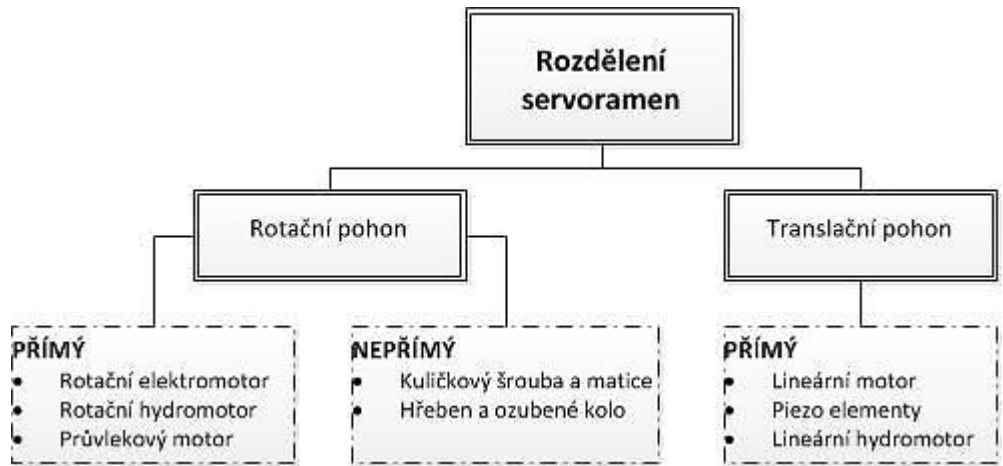 Rozdělení
servoramen
Rotační pohon
Translační pohon
PŘÍMÝ
• Rotační elektromotor
• Rotační hydromotor
• Průvlekový motor
NEPŘÍMÝ
• Kuličkový šrouba a matice
• Hřeben a ozubené kolo
PŘÍMÝ
• Lineární motor
• Piezo elementy
• Lineární hydromotor